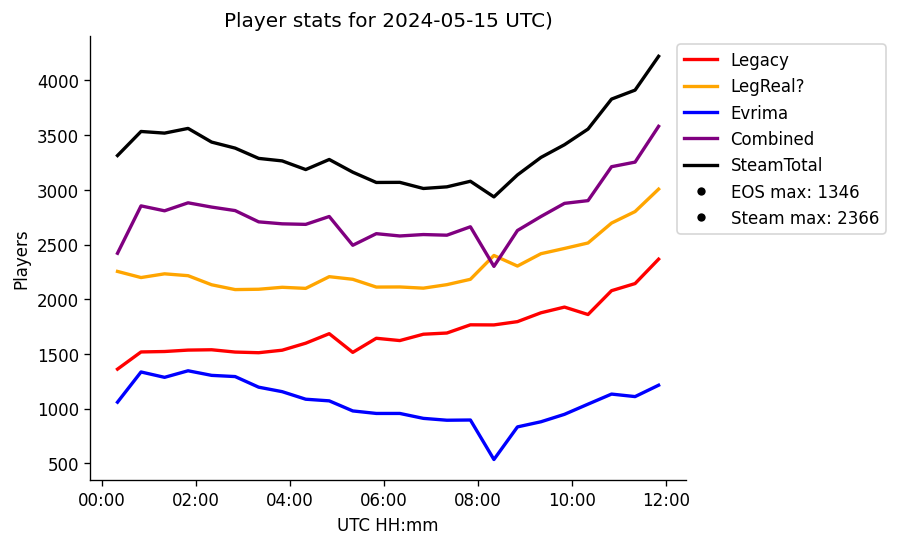 Player stats for 2024-05-15 UTC)
Players
4000
3500
3000
2500
2000
1500
1000
500
00:00 02:00 04:00 06:00 08:00 10:00 12:00
UTC HH:mm
Legacy
LegReal?
Evrima
Combined
SteamTotal
EOS max: 1346
Steam max: 2366